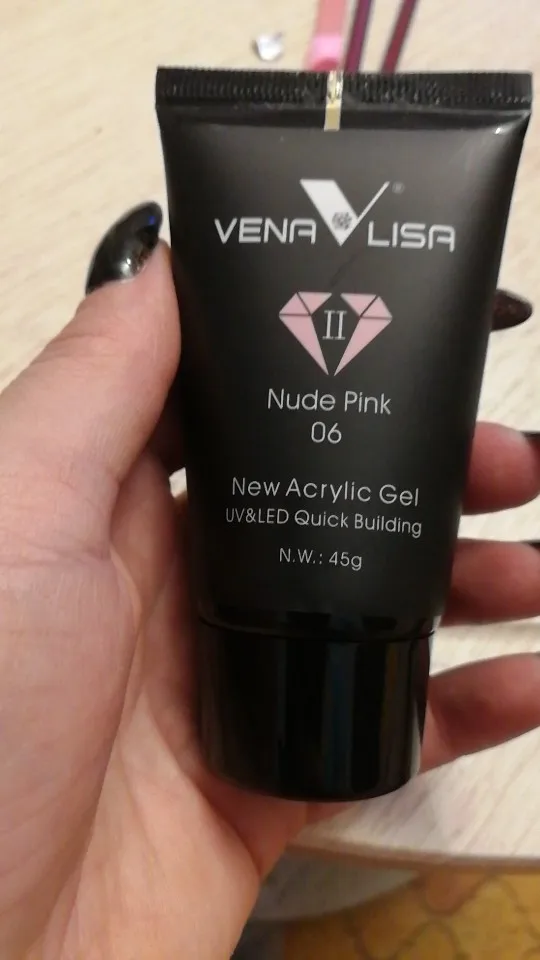 VENA LISA ®
II
Nude Pink
06
New Acrylic Gel
UV&LED Quick Building
N.W.: 45g